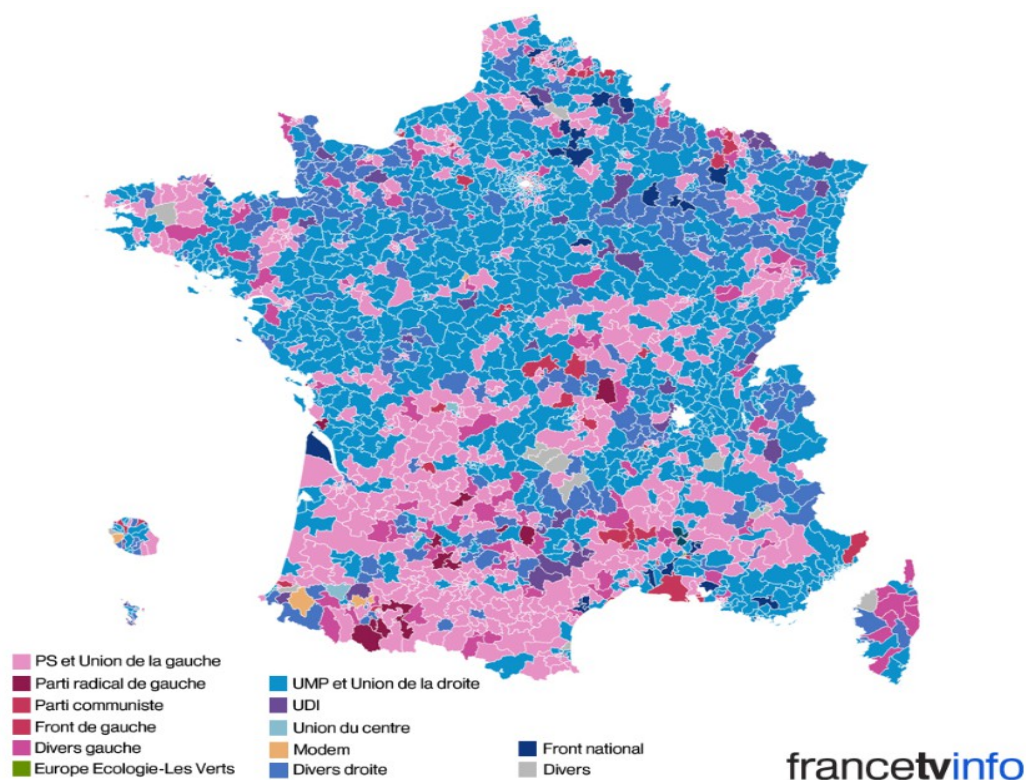 PS et Union de la gauche
Parti radical de gauche
Parti communiste
Front de gauche
Divers gauche
Europe Ecologie-Les Verts
UMP et Union de la droite
UDI
Union du centre
Modem
Divers droite
Front national
Divers
francetvinfo